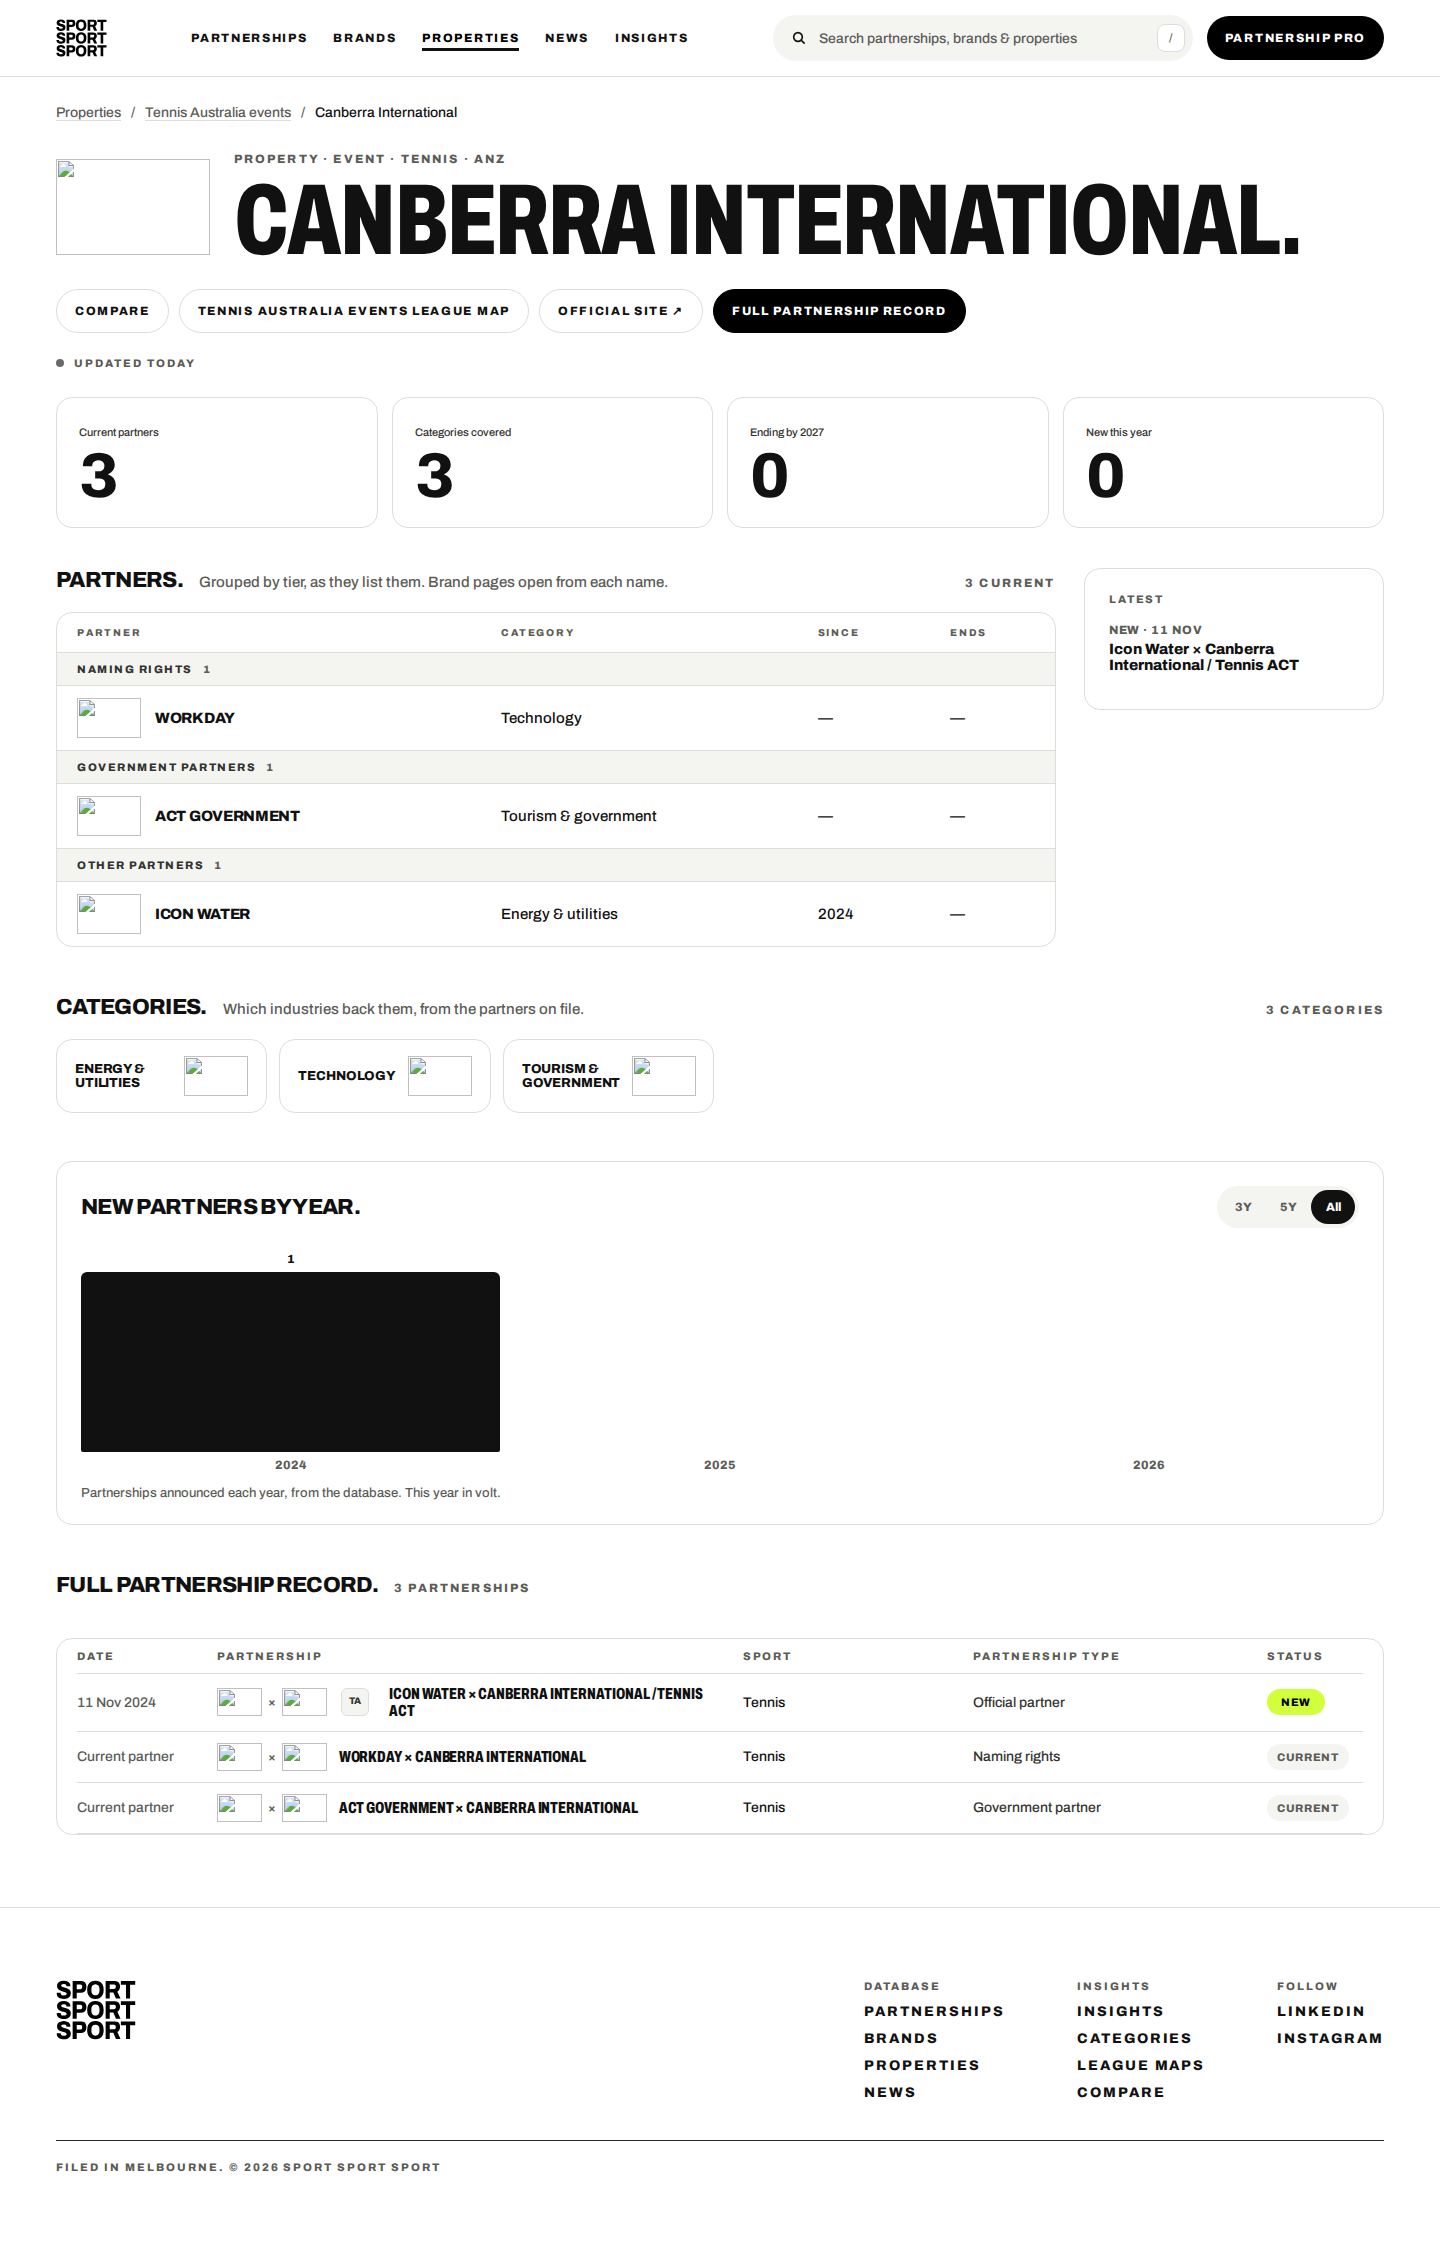 SPORT
SPORT
SPORT
PARTNERSHIPS BRANDS PROPERTIES NEWS INSIGHTS
Search partnerships, brands & properties /
PARTNERSHIP PRO
Properties / Tennis Australia events / Canberra International
PROPERTY · EVENT · TENNIS · ANZ
CANBERRA INTERNATIONAL.
COMPARE
TENNIS AUSTRALIA EVENTS LEAGUE MAP
OFFICIAL SITE ↗
FULL PARTNERSHIP RECORD
UPDATED TODAY
Current partners
3
Categories covered
3
Ending by 2027
0
New this year
0
PARTNERS. Grouped by tier, as they list them. Brand pages open from each name. 3 CURRENT
PARTNER CATEGORY SINCE ENDS
NAMING RIGHTS 1
WORKDAY Technology — —
GOVERNMENT PARTNERS 1
ACT GOVERNMENT Tourism & government — —
OTHER PARTNERS 1
ICON WATER Energy & utilities 2024 —
LATEST
NEW · 11 NOV
Icon Water × Canberra
International / Tennis ACT
CATEGORIES. Which industries back them, from the partners on file. 3 CATEGORIES
ENERGY &
UTILITIES
TECHNOLOGY
TOURISM &
GOVERNMENT
NEW PARTNERS BY YEAR.
3Y 5Y All
1
2024 2025 2026
Partnerships announced each year, from the database. This year in volt.
FULL PARTNERSHIP RECORD. 3 PARTNERSHIPS
DATE PARTNERSHIP SPORT PARTNERSHIP TYPE STATUS
11 Nov 2024 × TA ICON WATER × CANBERRA INTERNATIONAL / TENNIS
ACT Tennis Official partner NEW
Current partner × WORKDAY × CANBERRA INTERNATIONAL Tennis Naming rights CURRENT
Current partner × ACT GOVERNMENT × CANBERRA INTERNATIONAL Tennis Government partner CURRENT
SPORT
SPORT
SPORT
DATABASE
PARTNERSHIPS
BRANDS
PROPERTIES
NEWS
INSIGHTS
INSIGHTS
CATEGORIES
LEAGUE MAPS
COMPARE
FOLLOW
LINKEDIN
INSTAGRAM
FILED IN MELBOURNE. © 2026 SPORT SPORT SPORT